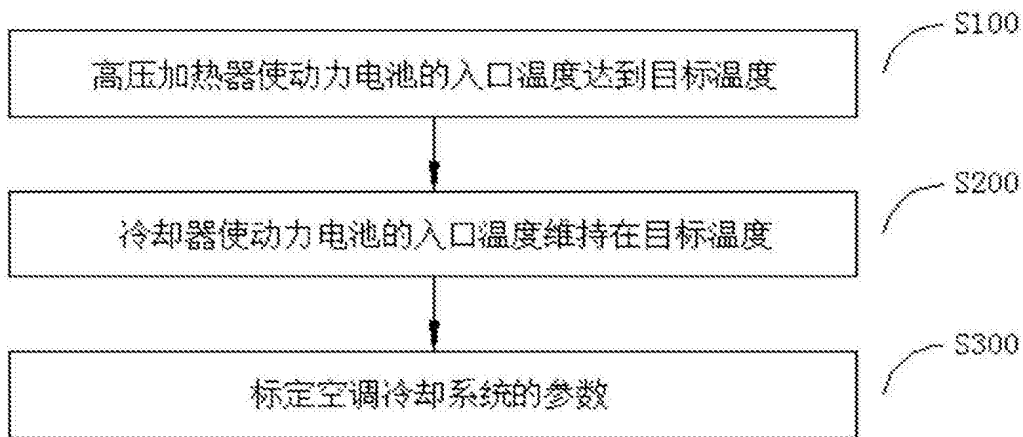 S100
高压加热器使动力电池的入口温度达到目标温度
S200
冷却器使动力电池的入口温度维持在目标温度
S300
标定空调冷却系统的参数